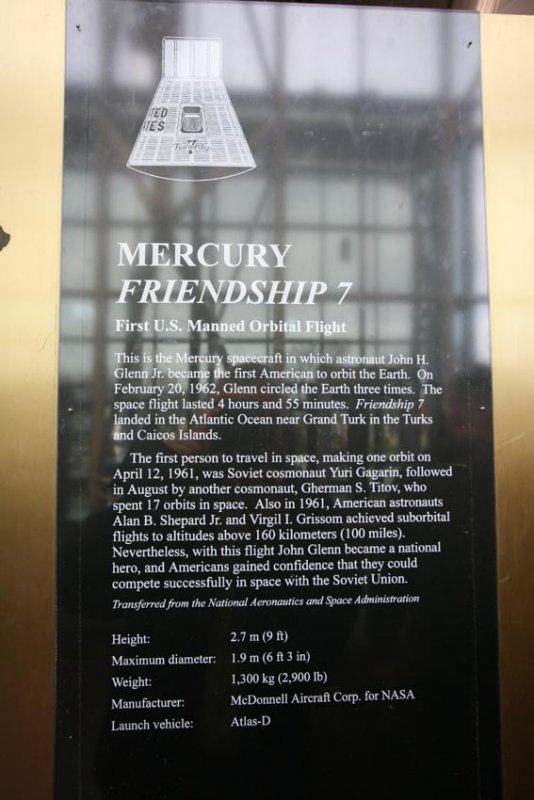 TED
TES
Friendship
7
MERCURY
FRIENDSHIP 7
First U.S. Manned Orbital Flight
This is the Mercury spacecraft in which astronaut John H.
Glenn Jr. became the first American to orbit the Earth. On
February 20, 1962, Glenn circled the Earth three times. The
space flight lasted 4 hours and 55 minutes. Friendship 7
landed in the Atlantic Ocean near Grand Turk in the Turks
and Caicos Islands.
The first person to travel in space, making one orbit on
April 12, 1961, was Soviet cosmonaut Yuri Gagarin, followed
in August by another cosmonaut, Gherman S. Titov, who
spent 17 orbits in space. Also in 1961, American astronauts
Alan B. Shepard Jr. and Virgil I. Grissom achieved suborbital
flights to altitudes above 160 kilometers (100 miles).
Nevertheless, with this flight John Glenn became a national
hero, and Americans gained confidence that they could
compete successfully in space with the Soviet Union.
Transferred from the National Aeronautics and Space Administration
Height: 2.7 m (9 ft)
Maximum diameter: 1.9 m (6 ft 3 in)
Weight: 1,300 kg (2,900 lb)
Manufacturer: McDonnell Aircraft Corp. for NASA
Launch vehicle: Atlas-D